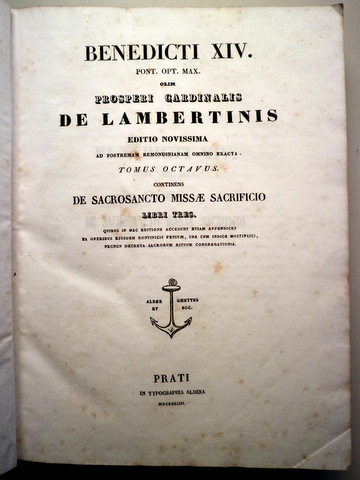 BENEDICTI XIV.
PONT. OPT. MAX.
OLIM
PROSPERI CARDINALIS
DE LAMBERTINIS
EDITIO NOVISSIMA
AD POSTREMAM REMONDINIANAM OMNINO EXACTA.
TOMUS OCTAVUS.
CONTINENS
DE SACROSANCTO MISSÆ SACRIFICIO
LIBRI TRES.
QUIBUS IN HAC EDITIONE ACCEDUNT ETIAM APPENDICES
EX OPERIBUS EJUSDEM PONTIFICIS PETITÆ, UNA CUM INDICE MULTIPLICI,
NECNON DECRETA SACRORUM RITUUM CONGREGATIONIS.
ALBER GHETTUS
ET SOC.
PRATI
IN TYPOGRAPHIA ALDINA